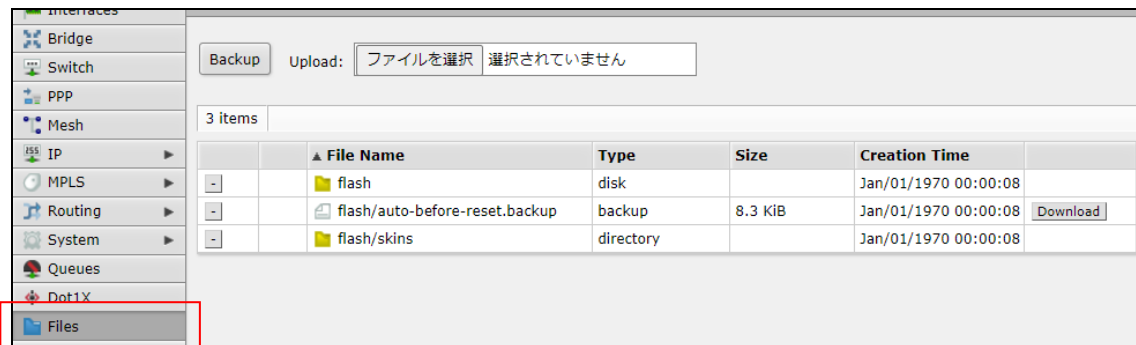 Interfaces
Bridge
Switch
PPP
Mesh
IP
MPLS
Routing
System
Queues
Dot1X
Files
Backup Upload: ファイルを選択 選択されていません
3 items
▲ File Name Type Size Creation Time
- flash disk Jan/01/1970 00:00:08
- flash/auto-before-reset.backup backup 8.3 KiB Jan/01/1970 00:00:08 Download
- flash/skins directory Jan/01/1970 00:00:08